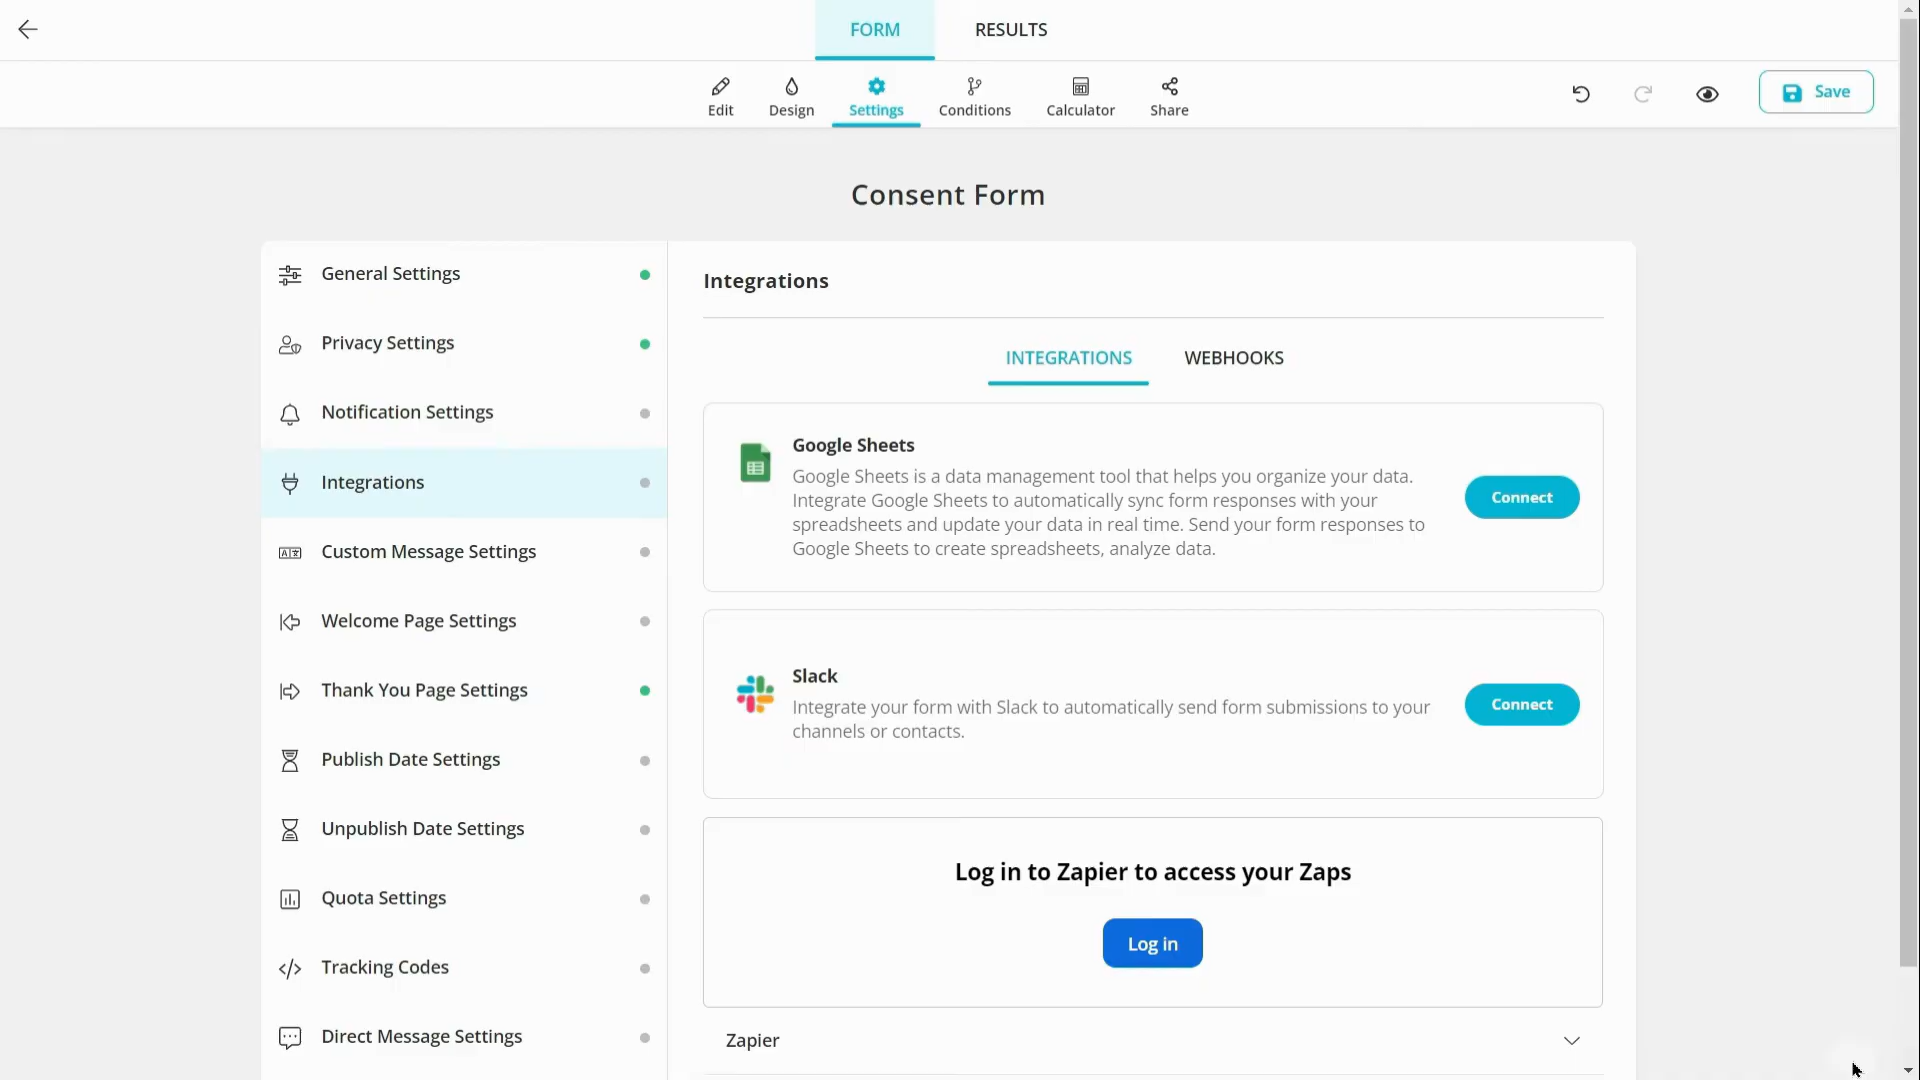 FORM
RESULTS
Edit
Design
Settings
Conditions
Calculator
Share
Save
Consent Form
General Settings
Privacy Settings
Notification Settings
Integrations
Custom Message Settings
Welcome Page Settings
Thank You Page Settings
Publish Date Settings
Unpublish Date Settings
Quota Settings
Tracking Codes
Direct Message Settings
Integrations
INTEGRATIONS
WEBHOOKS
Google Sheets
Google Sheets is a data management tool that helps you organize your data.
Integrate Google Sheets to automatically sync form responses with your
spreadsheets and update your data in real time. Send your form responses to
Google Sheets to create spreadsheets, analyze data.
Connect
Slack
Integrate your form with Slack to automatically send form submissions to your
channels or contacts.
Connect
Log in to Zapier to access your Zaps
Log in
Zapier